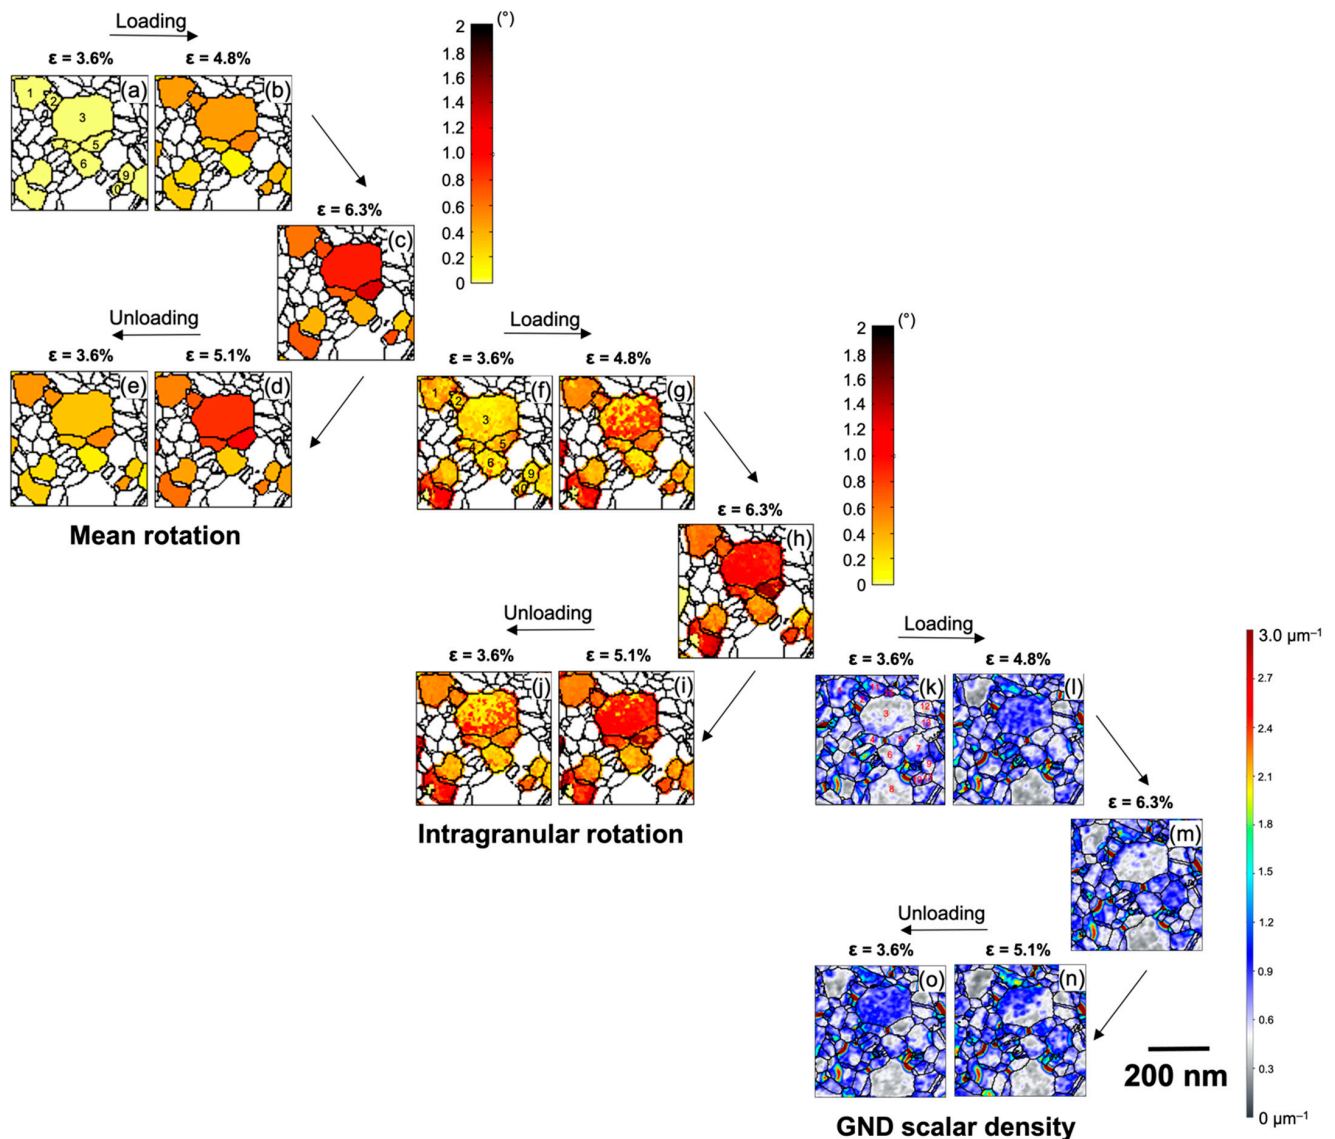 Loading
ε = 3.6%
ε = 4.8%
(a)
1
2
3
4
5
6
9
(b)
ε = 6.3%
(c)
Unloading
ε = 3.6%
ε = 5.1%
(e)
(d)
Mean rotation
(°)
2
1.8
1.6
1.4
1.2
1.0
0.8
0.6
0.4
0.2
0
Loading
ε = 3.6%
ε = 4.8%
(f)
2
3
4
5
6
9
10
(g)
ε = 6.3%
(h)
Unloading
ε = 3.6%
ε = 5.1%
(j)
(i)
Intragranular rotation
(°)
2
1.8
1.6
1.4
1.2
1.0
0.8
0.6
0.4
0.2
0
Loading
ε = 3.6%
ε = 4.8%
(k)
12
3
4
6
7
9
8
(l)
ε = 6.3%
(m)
Unloading
ε = 3.6%
ε = 5.1%
(o)
(n)
GND scalar density
3.0 µm⁻¹
2.7
2.4
2.1
1.8
1.5
1.2
0.9
0.6
0.3
0 µm⁻¹
200 nm